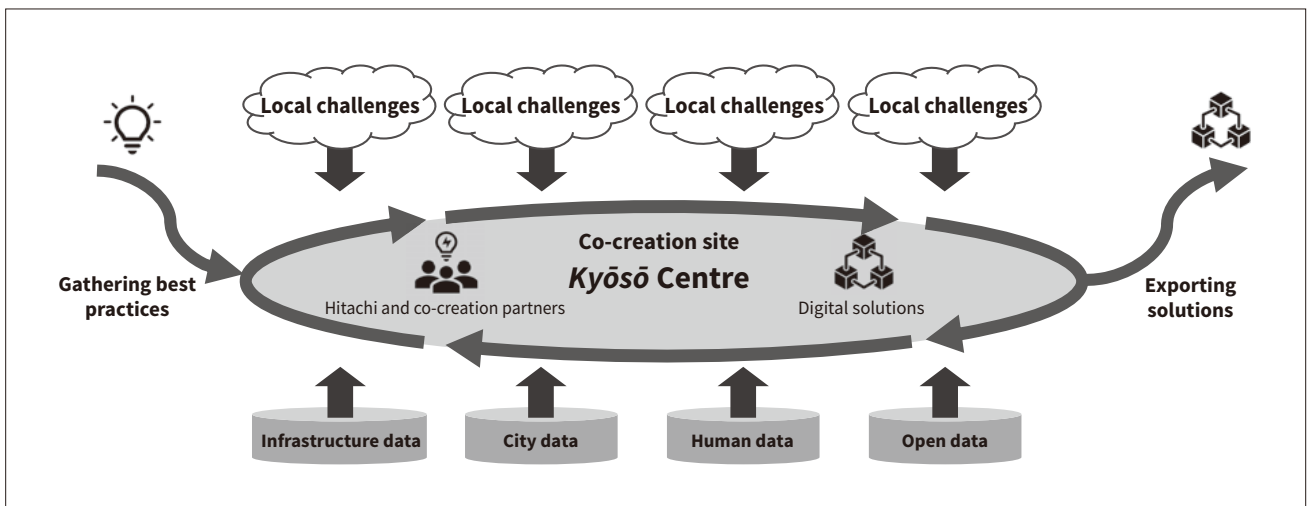 Local challenges
Local challenges
Local challenges
Local challenges
Gathering best
practices
Co-creation site
Kyōsō Centre
Hitachi and co-creation partners
Digital solutions
Exporting
solutions
Infrastructure data
City data
Human data
Open data